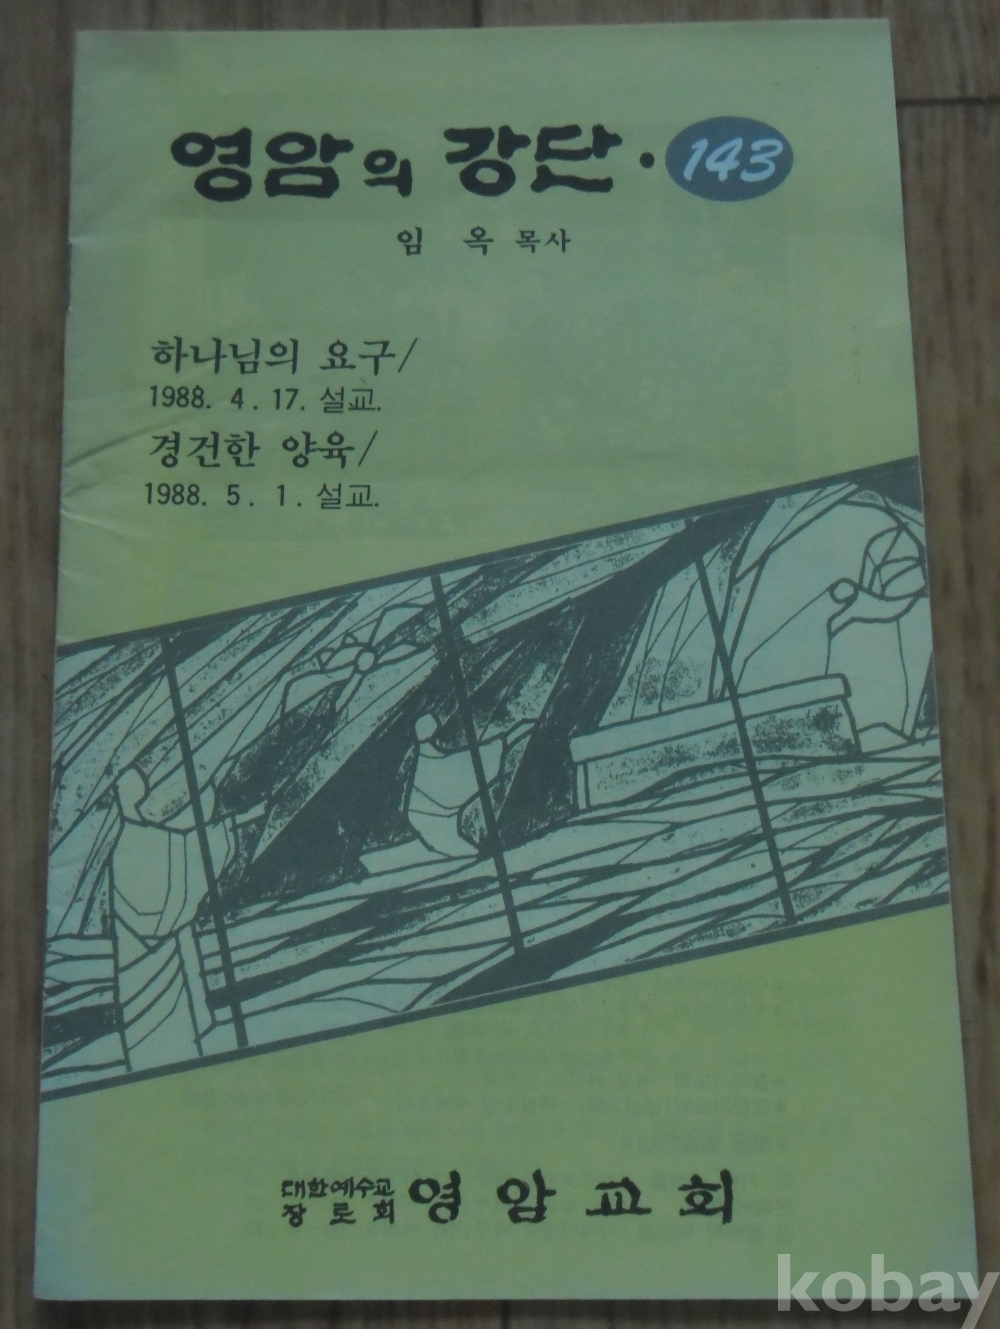 영암의 강단 · 143
임 옥 목사
하나님의 요구/
1988. 4. 17. 설교.
경건한 양육/
1988. 5. 1. 설교.
대한예수교
장로회 영암교회
kobay